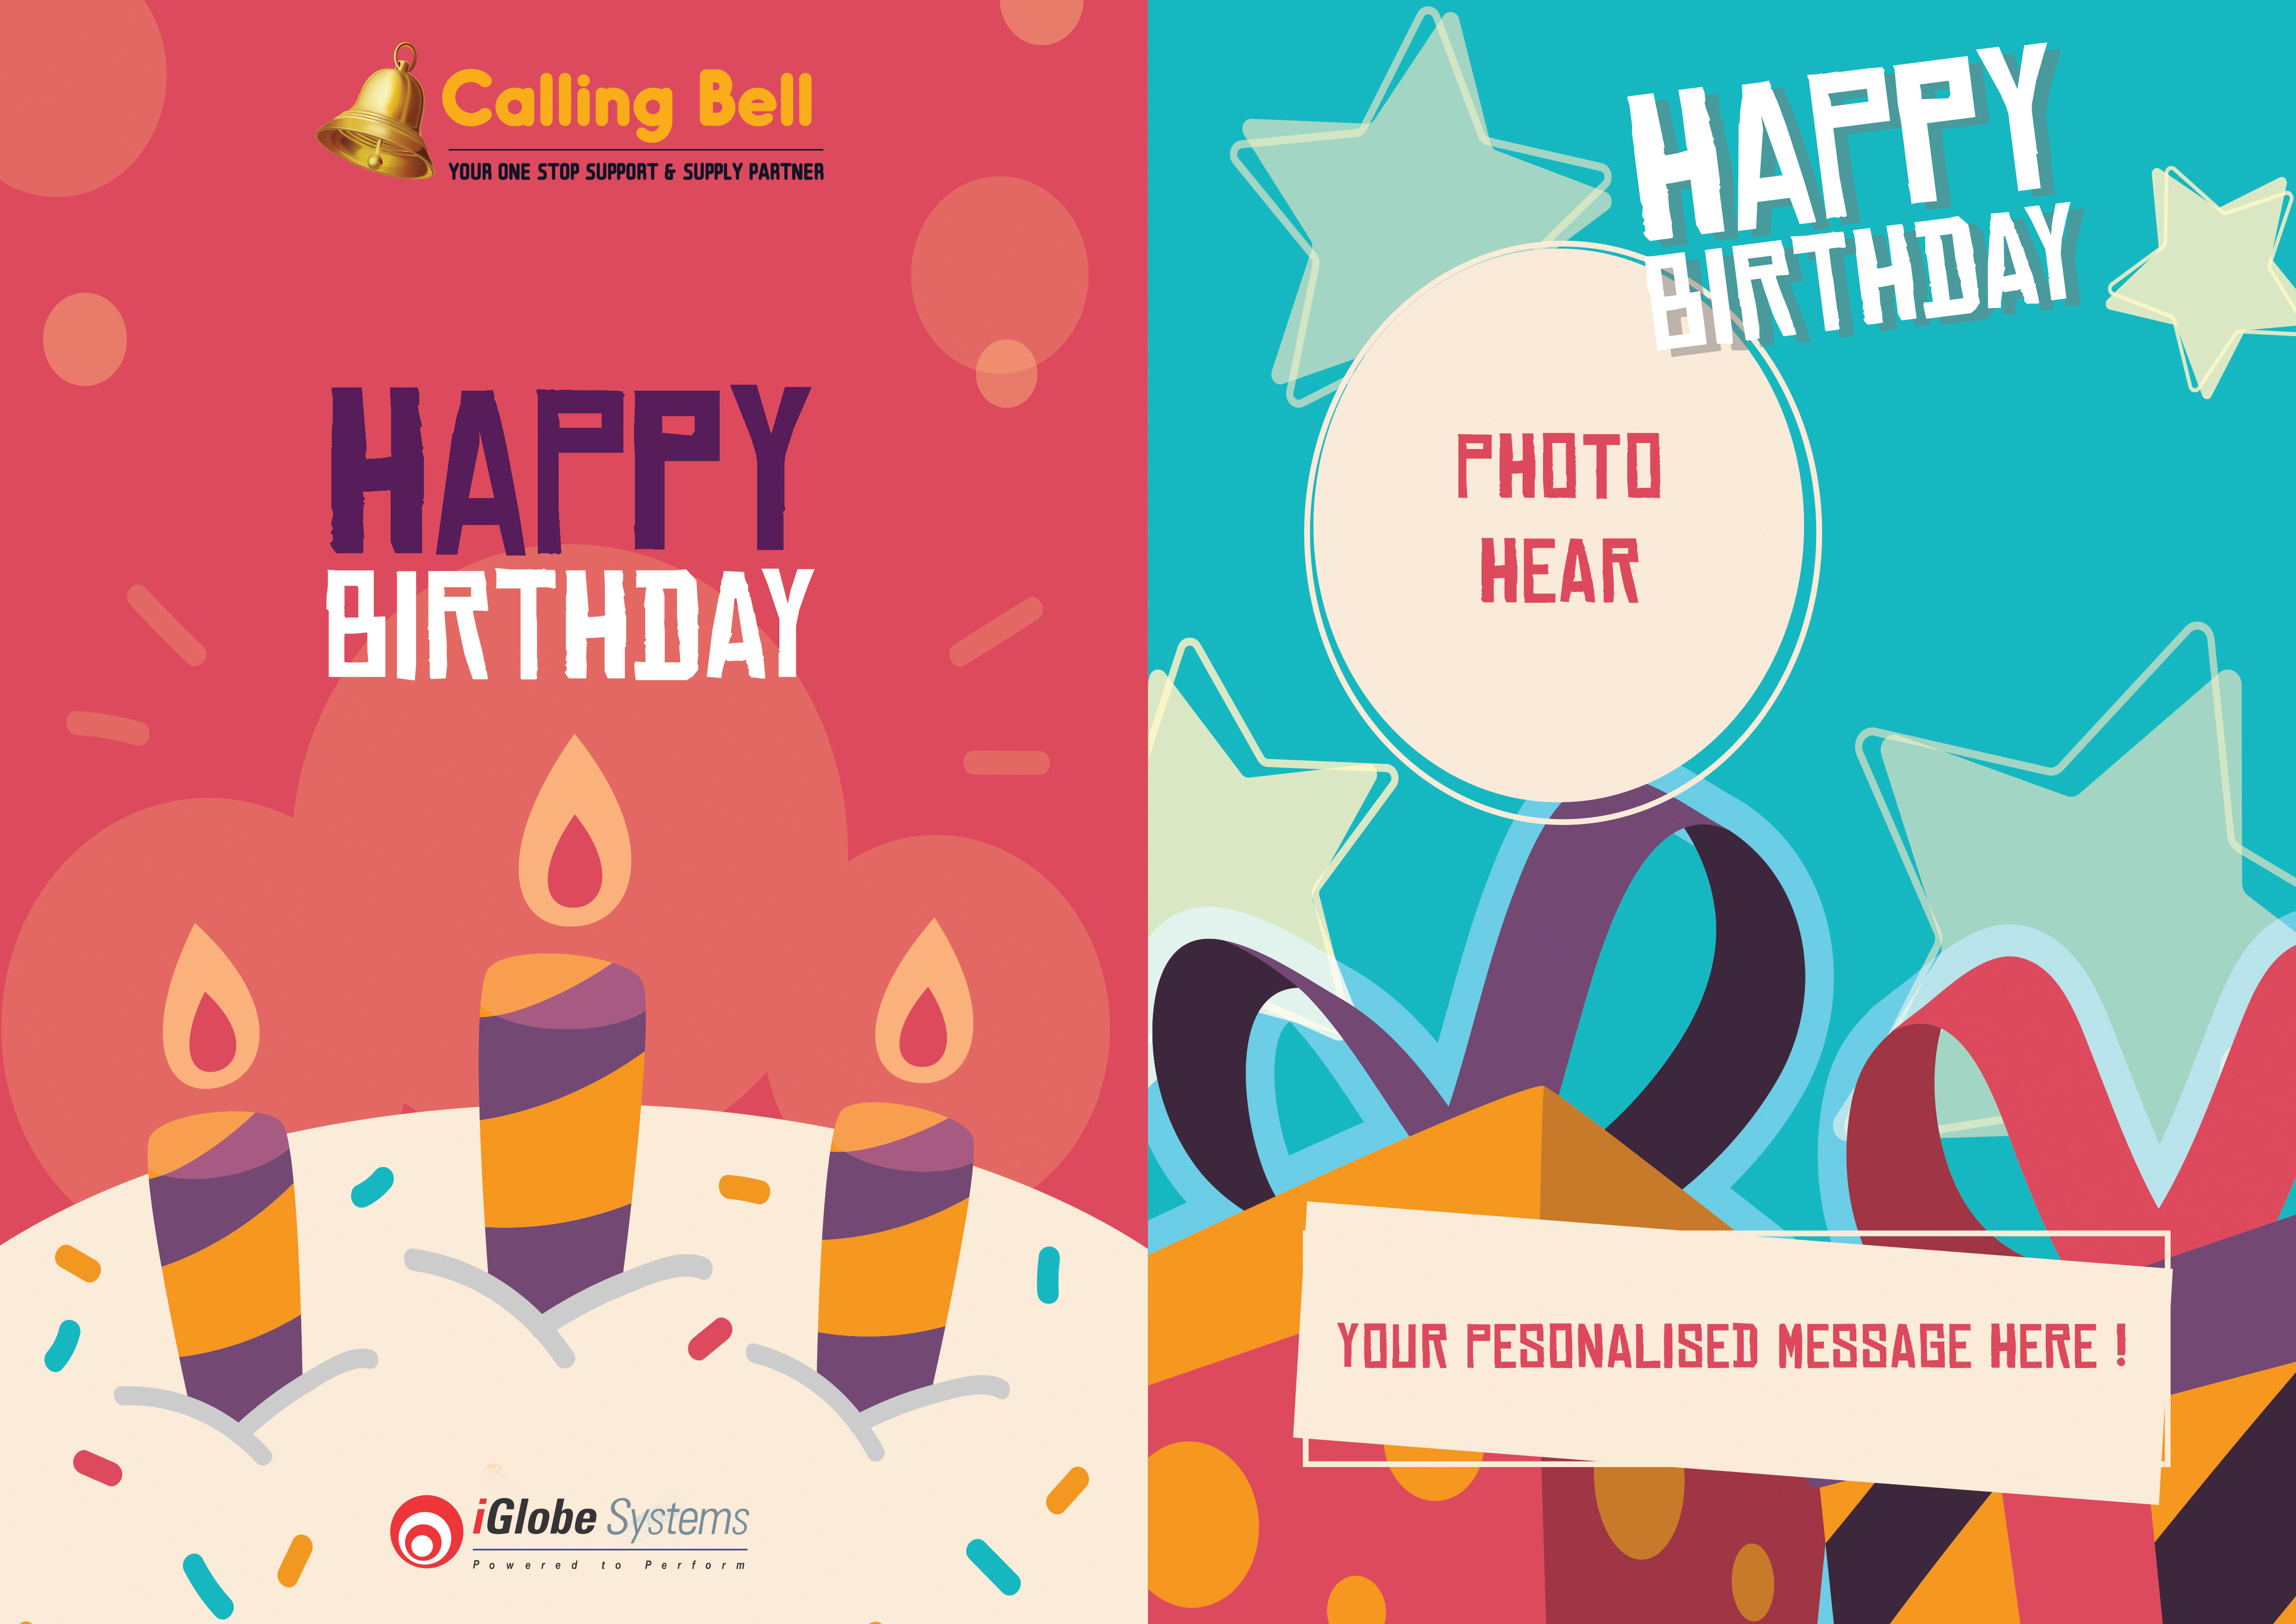 Calling Bell
YOUR ONE STOP SUPPORT & SUPPLY PARTNER
HAPPY
BIRTHDAY
iGlobe Systems
Powered to Perform
HAPPY
BIRTHDAY
PHOTO
HEAR
YOUR PESONALISED MESSAGE HERE !